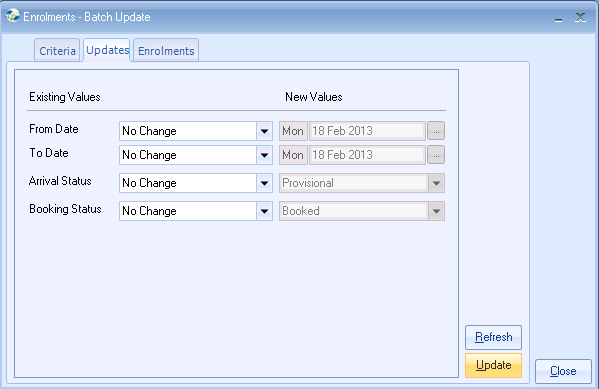 Enrolments - Batch Update
Criteria Updates Enrolments
Existing Values New Values
From Date No Change Mon 18 Feb 2013 ...
To Date No Change Mon 18 Feb 2013 ...
Arrival Status No Change Provisional
Booking Status No Change Booked
Refresh
Update
Close